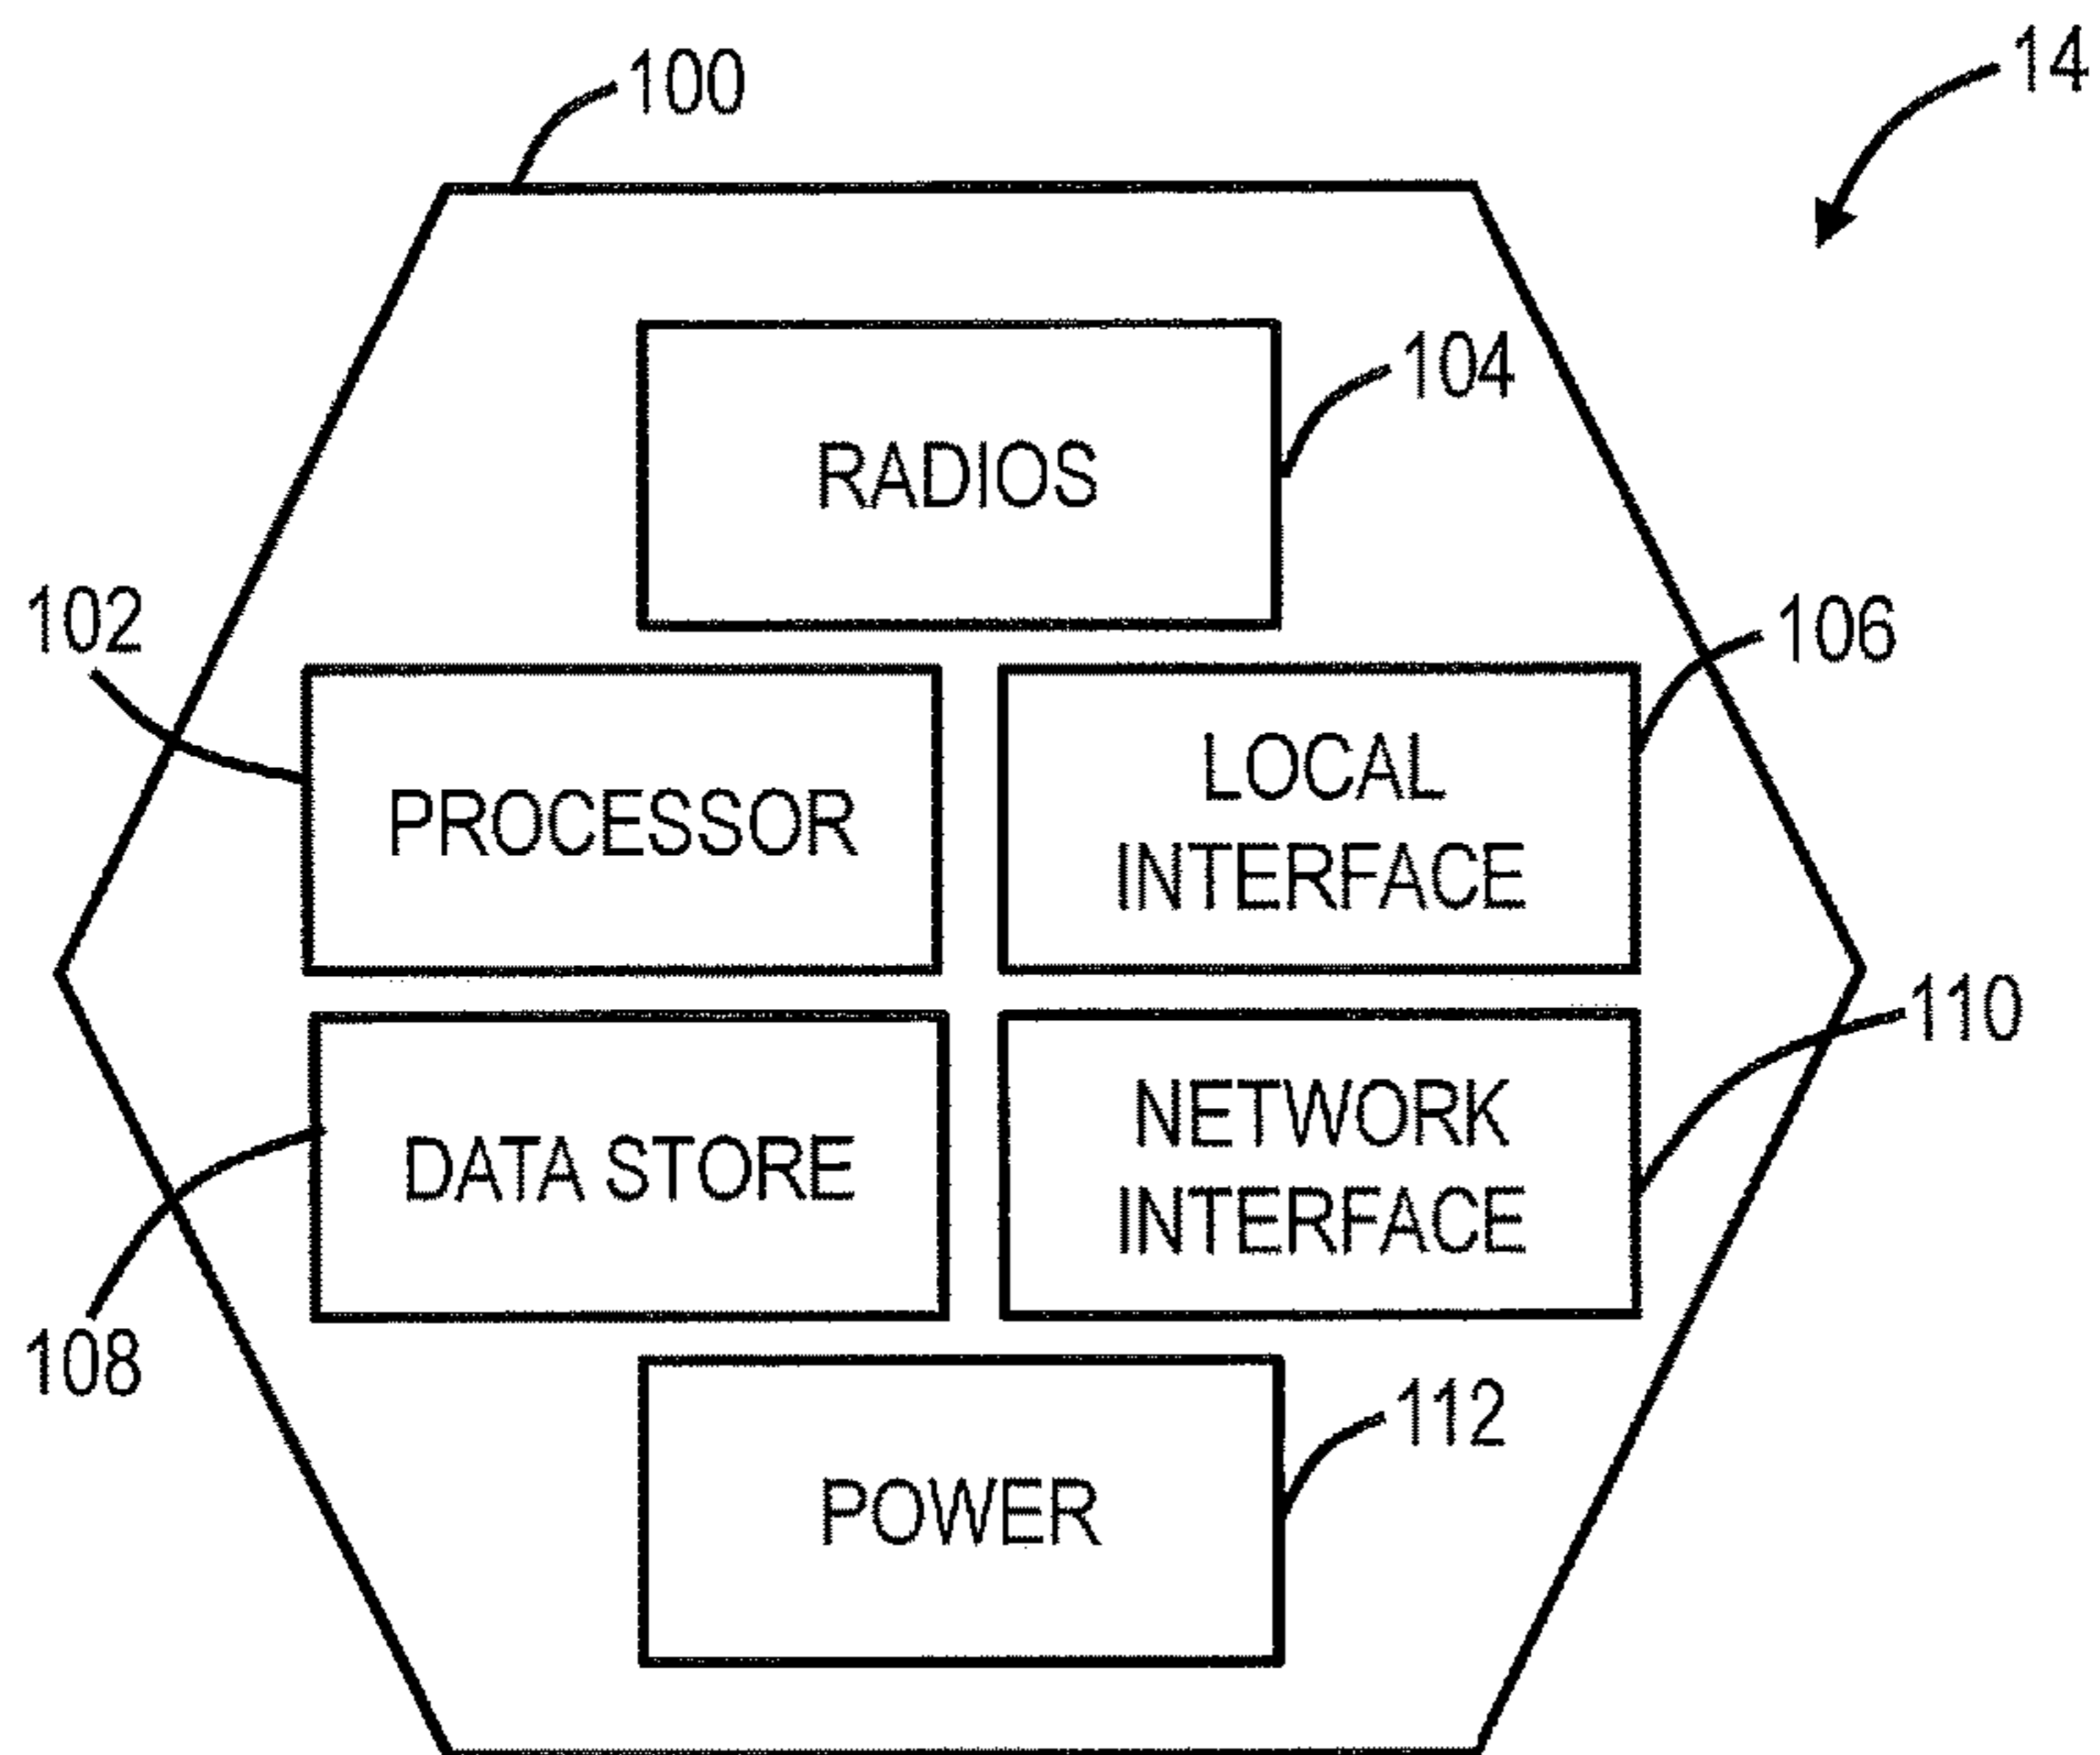 100
14
RADIOS
104
102
106
PROCESSOR
LOCAL
INTERFACE
110
DATA STORE
NETWORK
INTERFACE
108
112
POWER